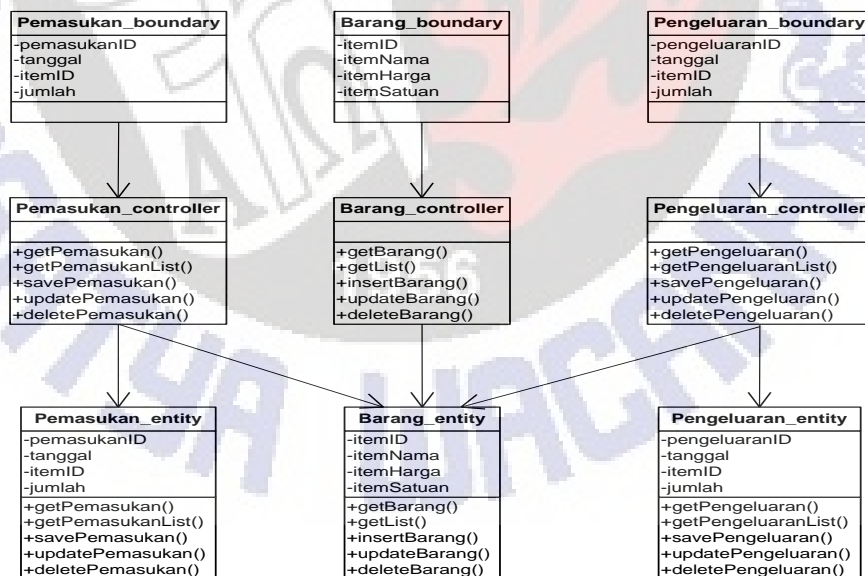 Pemasukan_boundary
-pemasukanID
-tanggal
-itemID
-jumlah
Barang_boundary
-itemID
-itemNama
-itemHarga
-itemSatuan
Pengeluaran_boundary
-pengeluaranID
-tanggal
-itemID
-jumlah
Pemasukan_controller
+getPemasukan()
+getPemasukanList()
+savePemasukan()
+updatePemasukan()
+deletePemasukan()
Barang_controller
+getBarang()
+getList()
+insertBarang()
+updateBarang()
+deleteBarang()
Pengeluaran_controller
+getPengeluaran()
+getPengeluaranList()
+savePengeluaran()
+updatePengeluaran()
+deletePengeluaran()
Pemasukan_entity
-pemasukanID
-tanggal
-itemID
-jumlah
+getPemasukan()
+getPemasukanList()
+savePemasukan()
+updatePemasukan()
+deletePemasukan()
Barang_entity
-itemID
-itemNama
-itemHarga
-itemSatuan
+getBarang()
+getList()
+insertBarang()
+updateBarang()
+deleteBarang()
Pengeluaran_entity
-pengeluaranID
-tanggal
-itemID
-jumlah
+getPengeluaran()
+getPengeluaranList()
+savePengeluaran()
+updatePengeluaran()
+deletePengeluaran()
WACANA